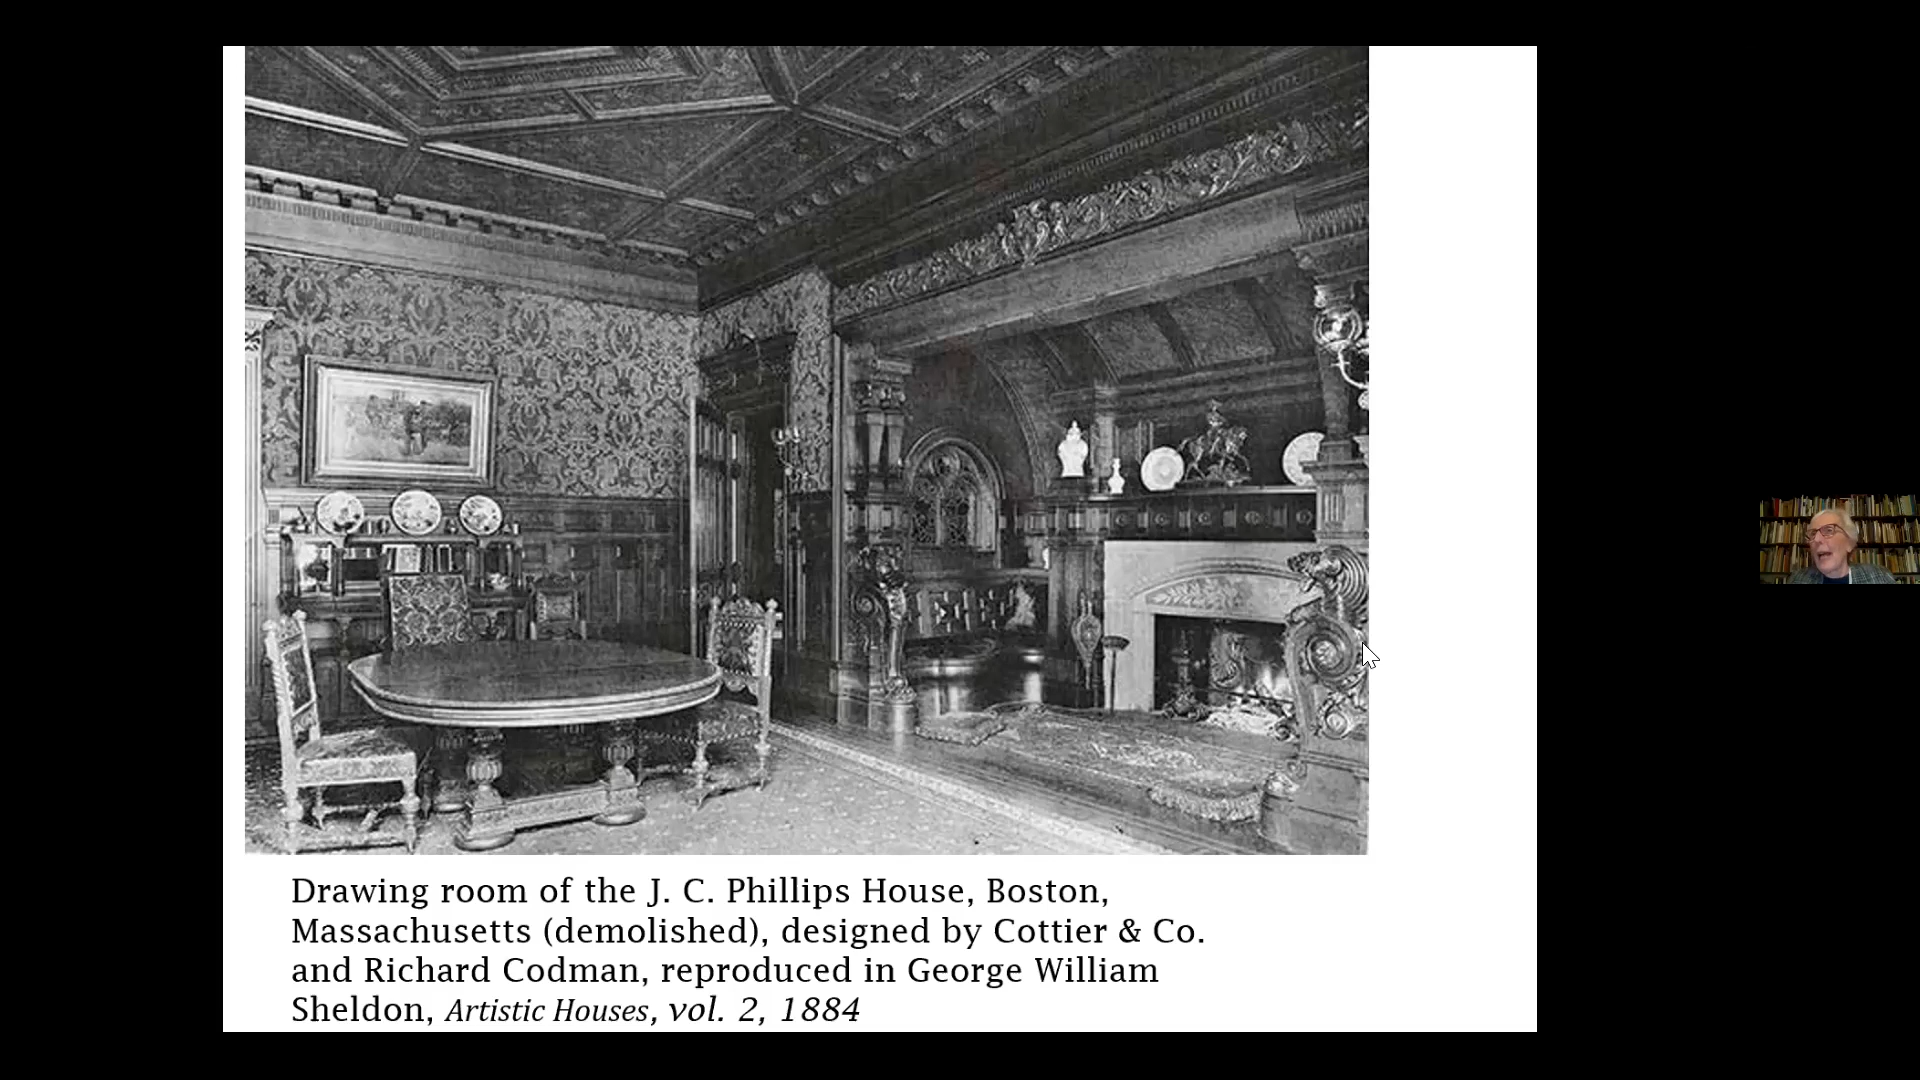 Drawing room of the J. C. Phillips House, Boston,
Massachusetts (demolished), designed by Cottier & Co.
and Richard Codman, reproduced in George William
Sheldon, Artistic Houses, vol. 2, 1884